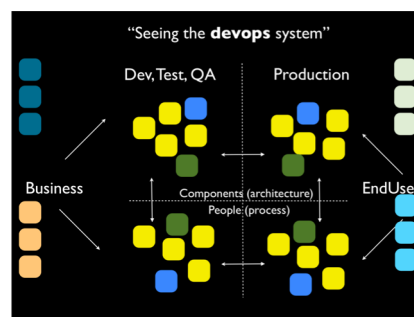 “Seeing the devops system”
Dev, Test, QA
Production
Business
Components (architecture)
People (process)
EndUse